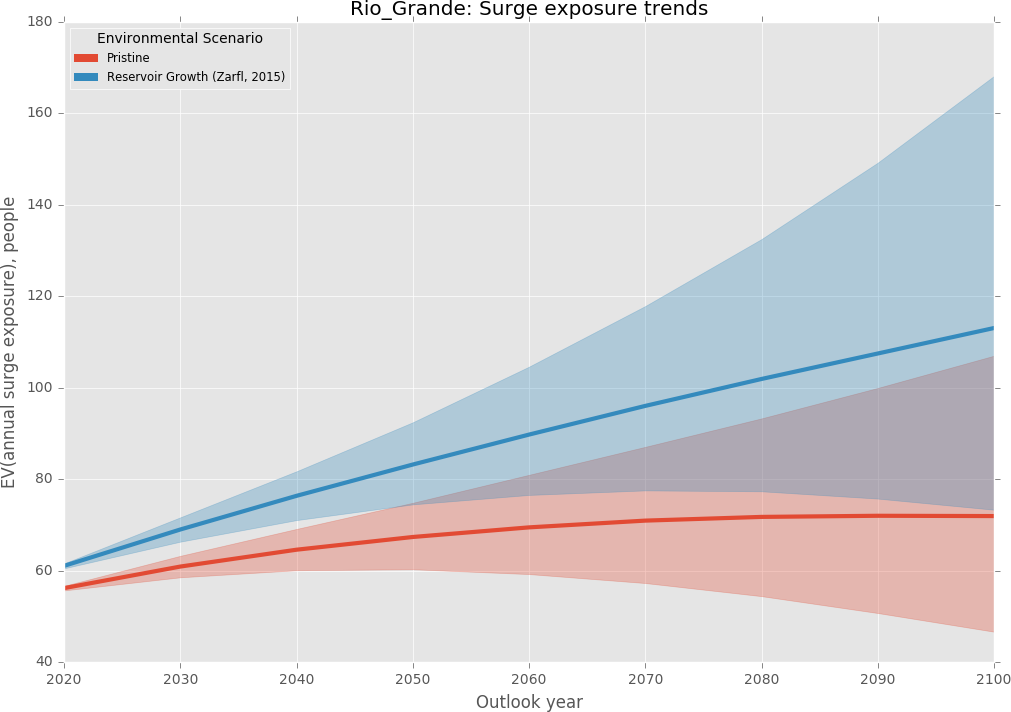 Rio_Grande: Surge exposure trends
Environmental Scenario
Pristine
Reservoir Growth (Zarfl, 2015)
EV(annual surge exposure), people
180
160
140
120
100
80
60
40
2020 2030 2040 2050 2060 2070 2080 2090 2100
Outlook year